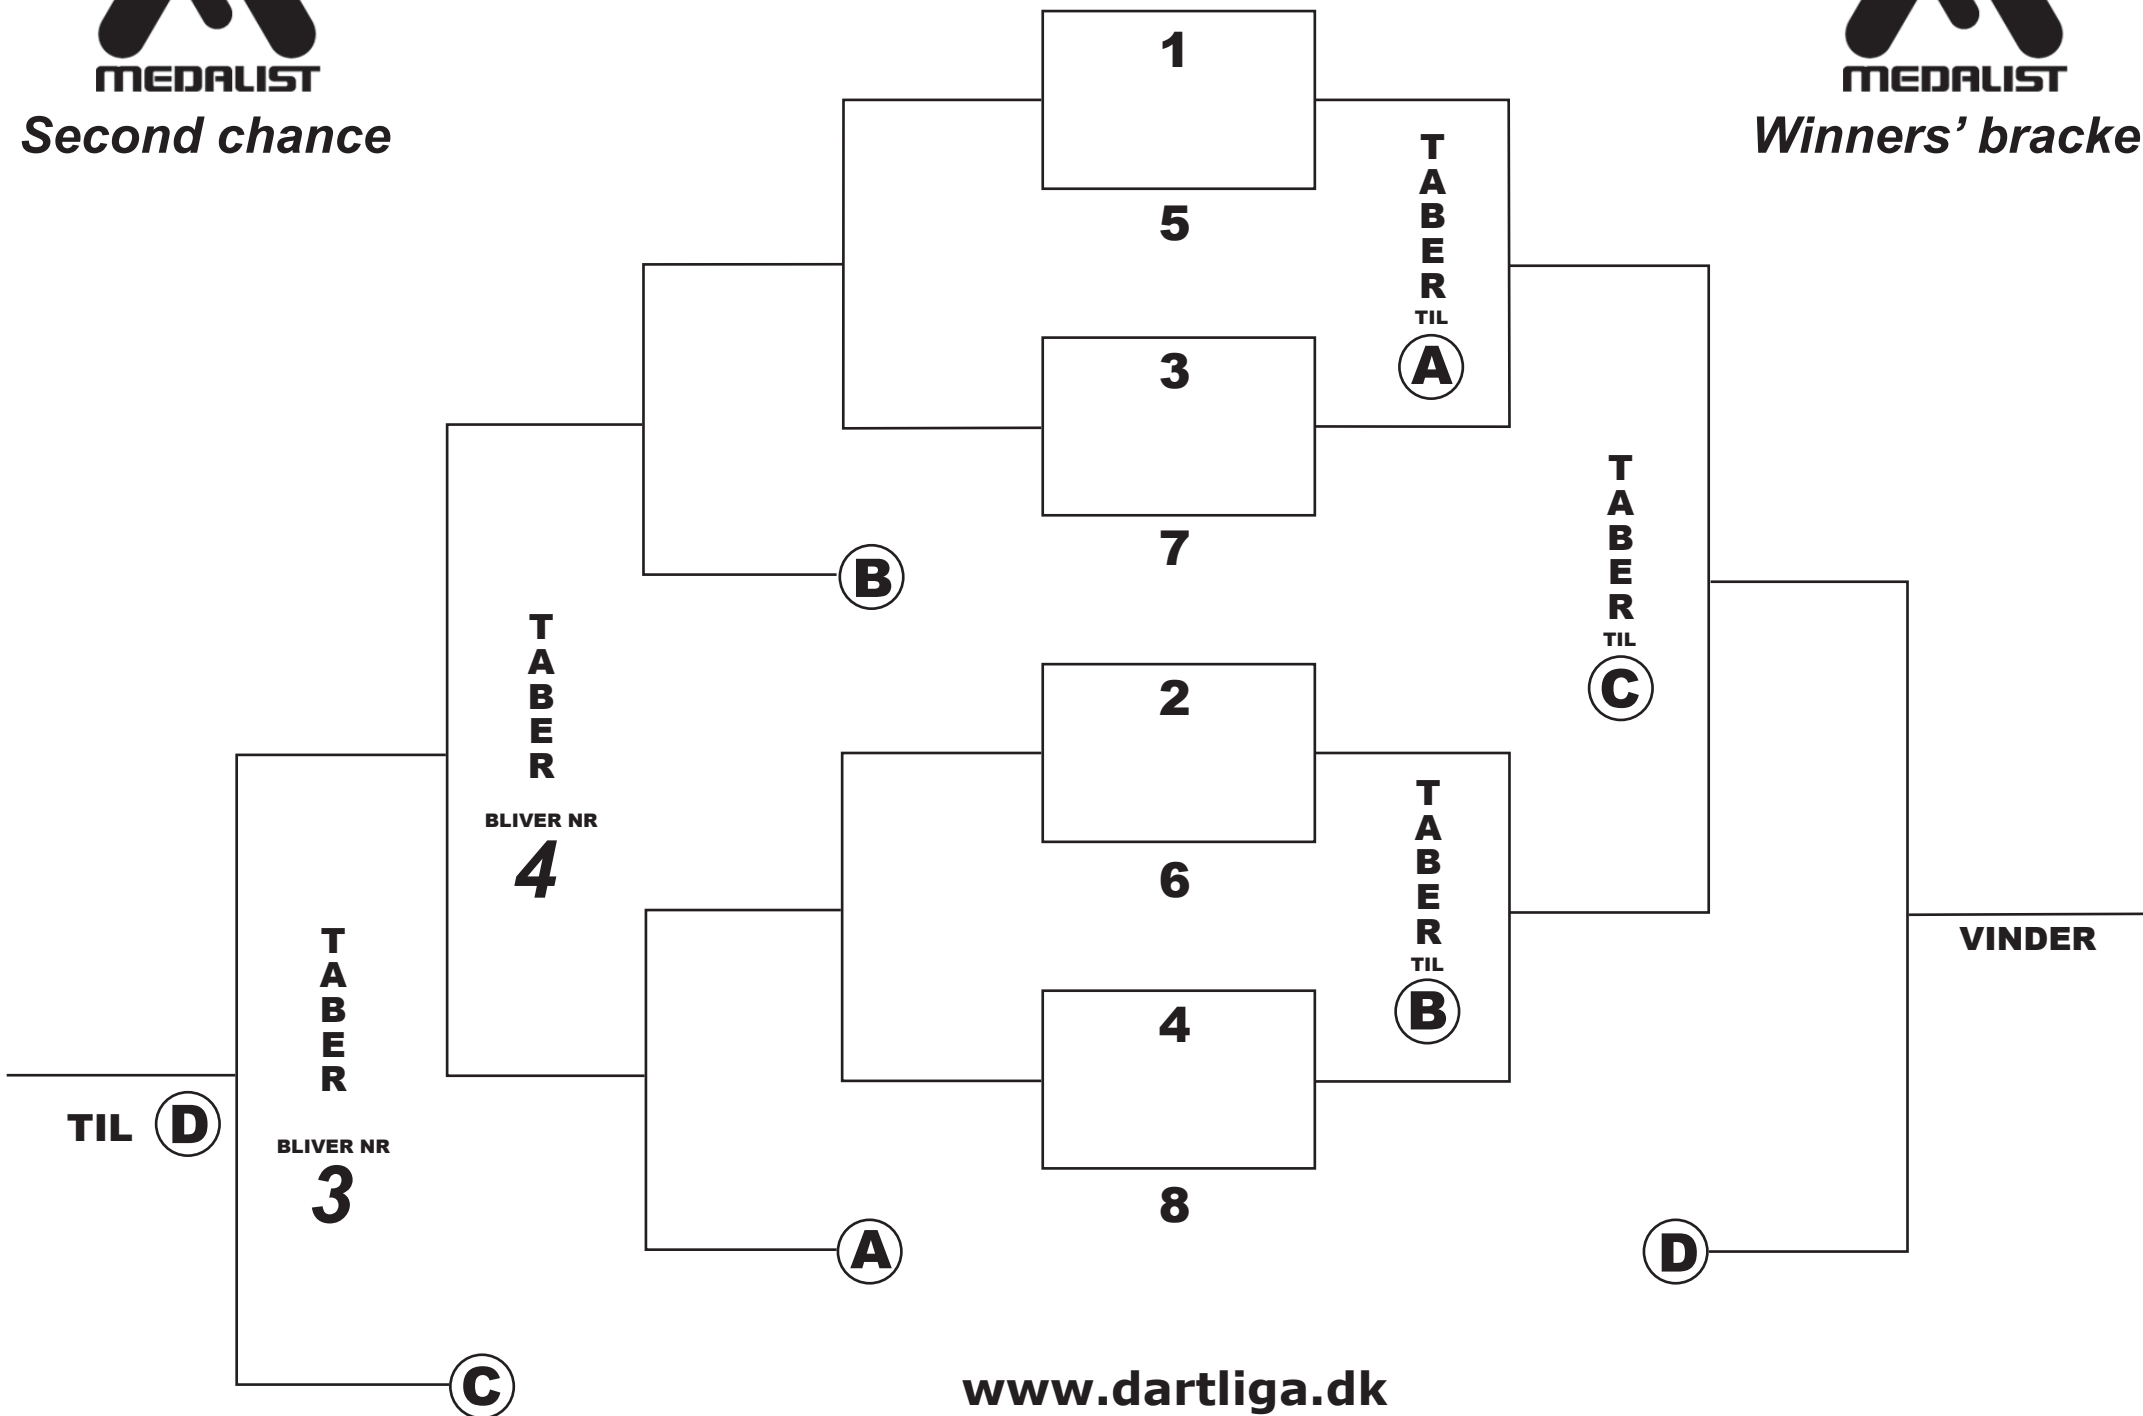 MEDALIST
Second chance
MEDALIST
Winners’ bracke
1
5
3
7
2
6
4
8
TABER
TIL
A
TABER
TIL
B
TABER
TIL
C
B
A
TABER
BLIVER NR
4
TABER
BLIVER NR
3
TIL D
C
D
VINDER
www.dartliga.dk